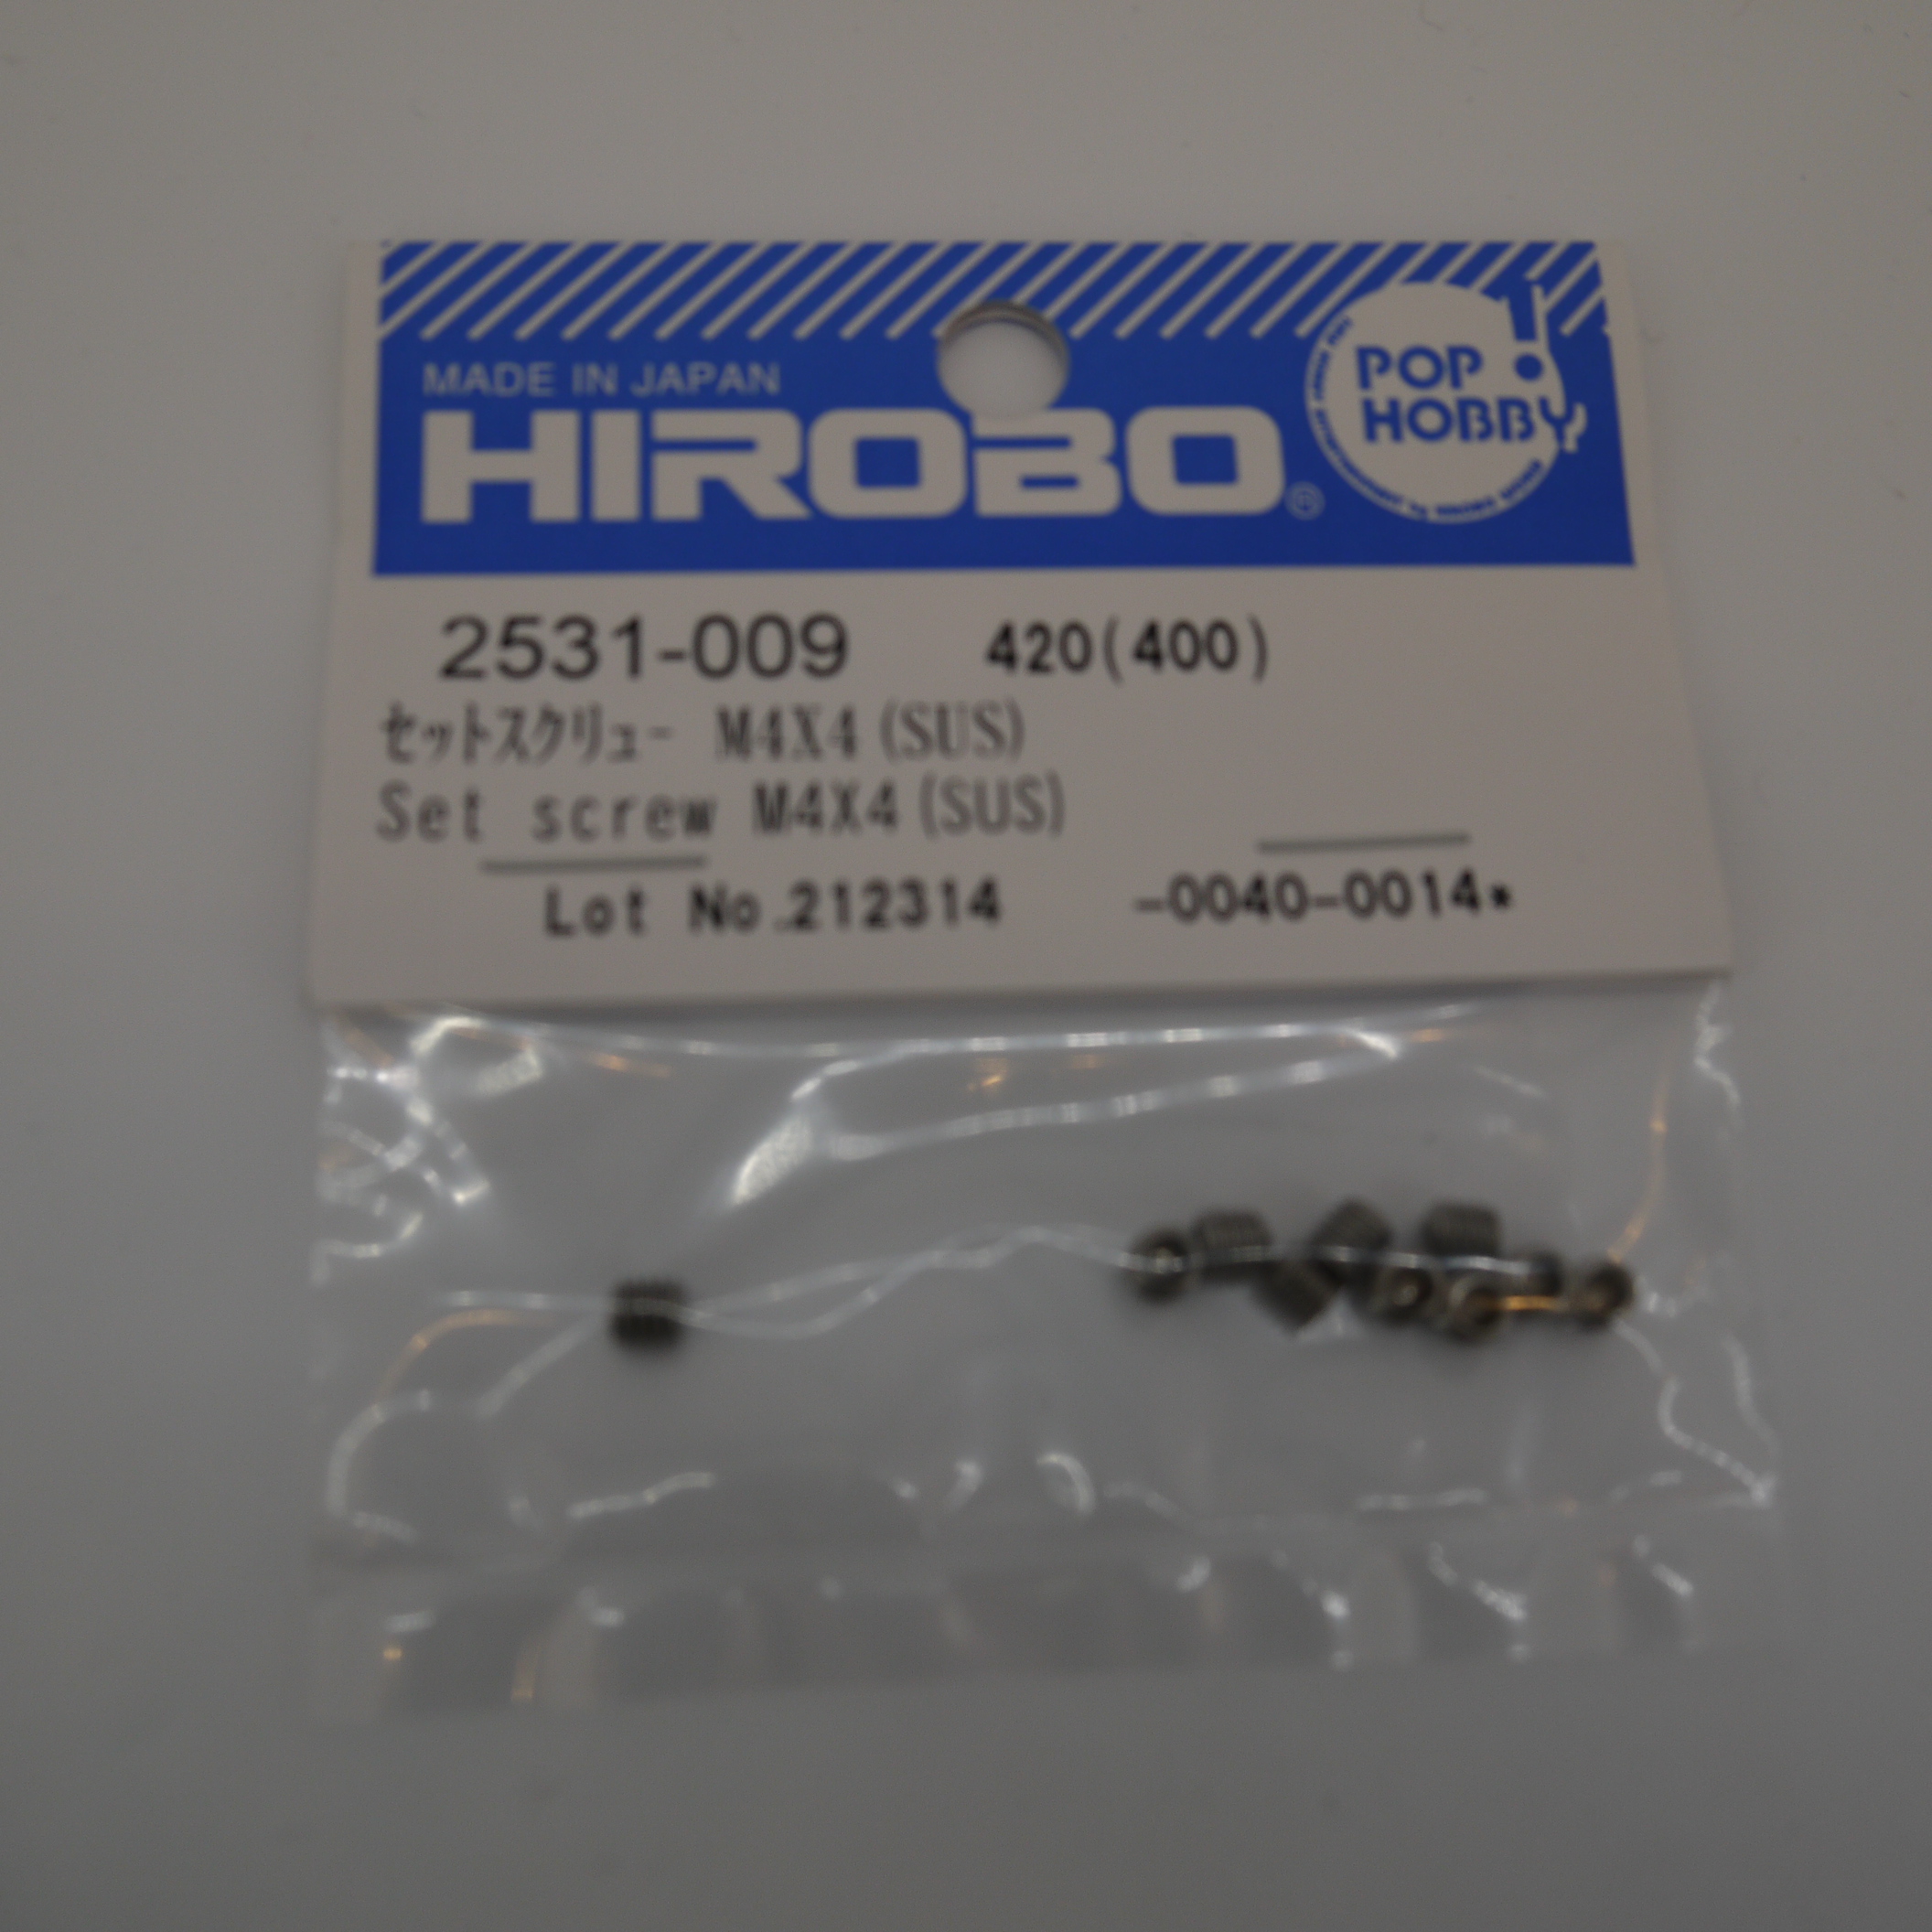 MADE IN JAPAN
HIROBO®
POP
HOBBY!
2531-009 420(400)
セットスクリュー M4X4(SUS)
Set screw M4X4(SUS)
Lot No.212314 -0040-0014*